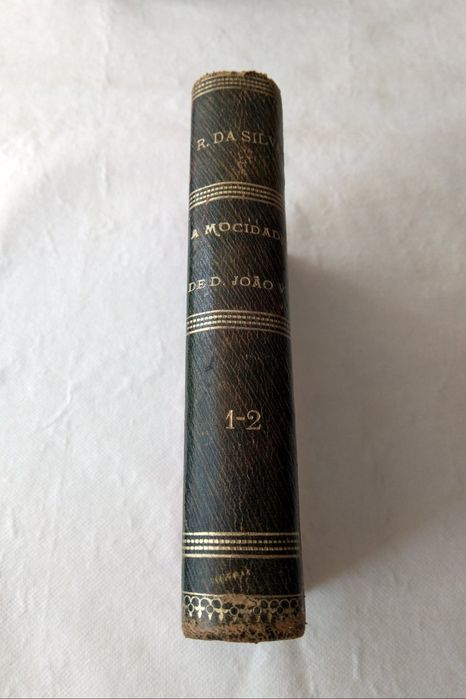 R. DA SILV
A MOCIDAD
DE D. JOÃO V
1-2